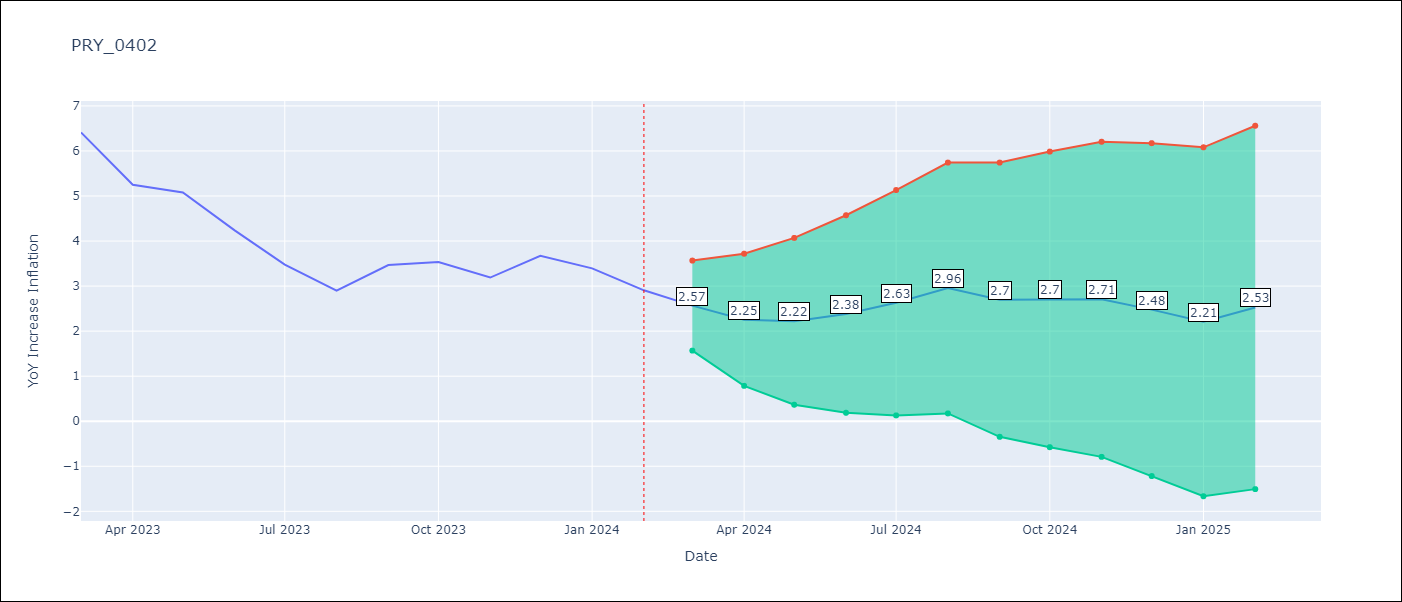 PRY_0402
7
6
5
4
3
2
1
0
−1
−2
YoY Increase Inflation
2.57
2.25
2.22
2.38
2.63
2.96
2.7
2.7
2.71
2.48
2.21
2.53
Apr 2023
Jul 2023
Oct 2023
Jan 2024
Apr 2024
Jul 2024
Oct 2024
Jan 2025
Date